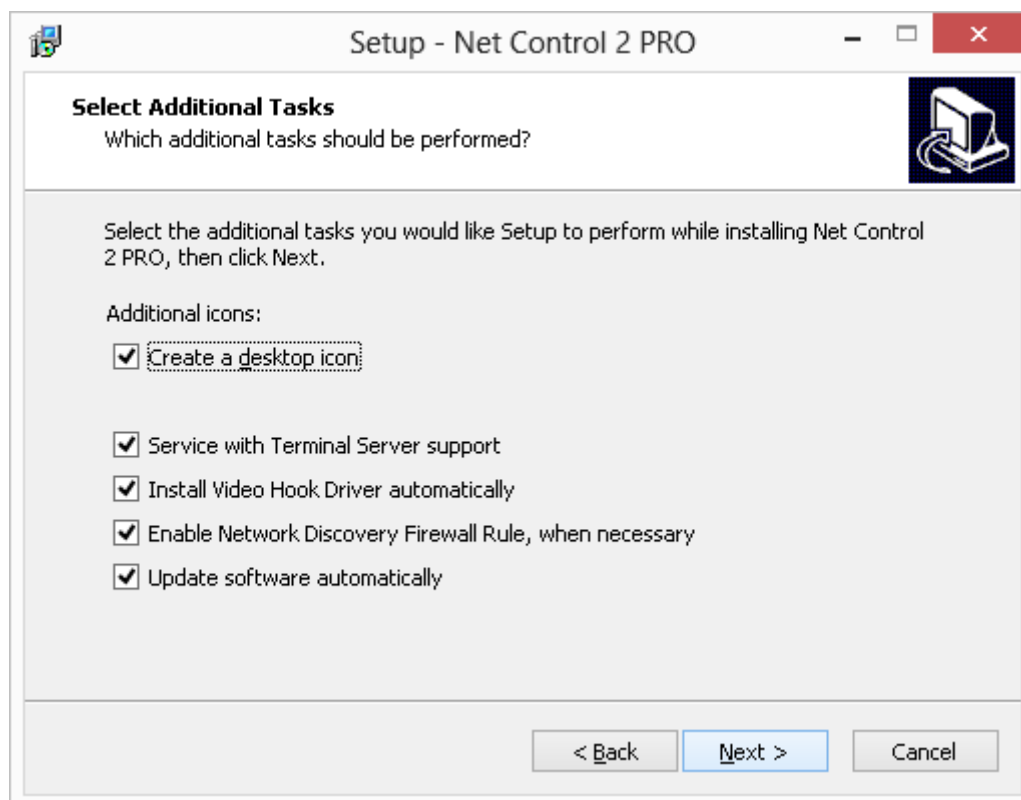 Setup - Net Control 2 PRO
Select Additional Tasks
Which additional tasks should be performed?
Select the additional tasks you would like Setup to perform while installing Net Control
2 PRO, then click Next.
Additional icons:
Create a desktop icon
Service with Terminal Server support
Install Video Hook Driver automatically
Enable Network Discovery Firewall Rule, when necessary
Update software automatically
< Back
Next >
Cancel